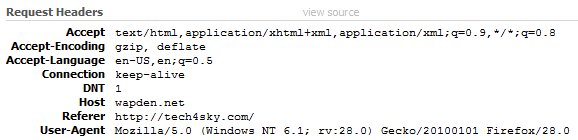 Request Headers view source
Accept text/html,application/xhtml+xml,application/xml;q=0.9,*/*;q=0.8
Accept-Encoding gzip, deflate
Accept-Language en-US,en;q=0.5
Connection keep-alive
DNT 1
Host wapden.net
Referer http://tech4sky.com/
User-Agent Mozilla/5.0 (Windows NT 6.1; rv:28.0) Gecko/20100101 Firefox/28.0